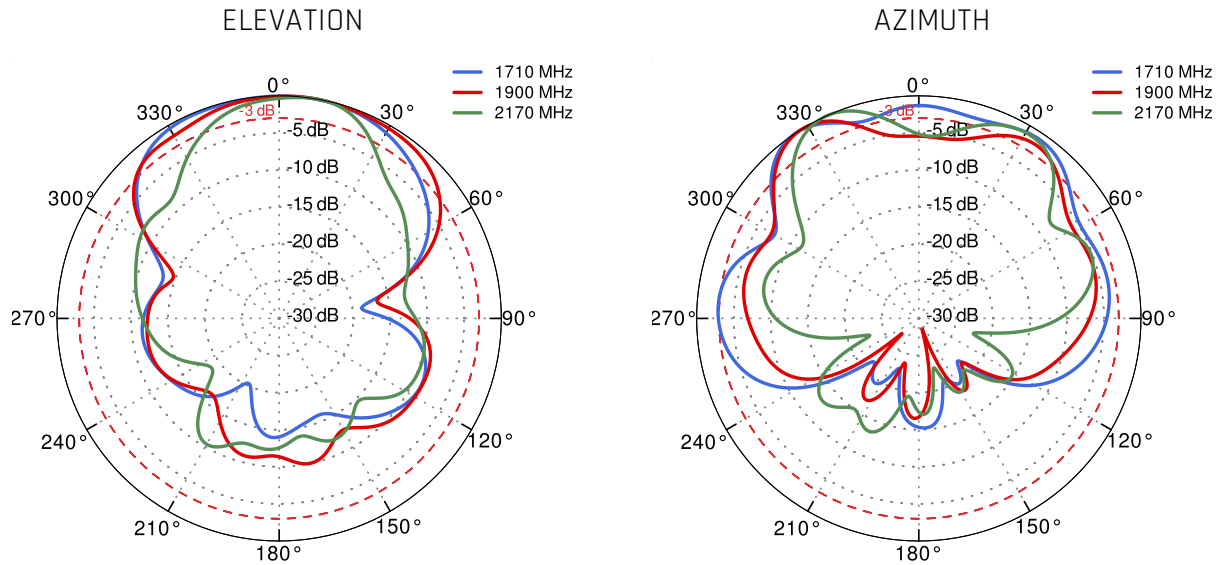 ELEVATION
1710 MHz
1900 MHz
2170 MHz
0°
330°
30°
-3 dB
-5 dB
-10 dB
300°
60°
-15 dB
-20 dB
-25 dB
270°
-30 dB
90°
240°
120°
210°
150°
180°
AZIMUTH
1710 MHz
1900 MHz
2170 MHz
0°
330°
30°
-3 dB
-5 dB
-10 dB
300°
60°
-15 dB
-20 dB
-25 dB
270°
-30 dB
90°
240°
120°
210°
150°
180°